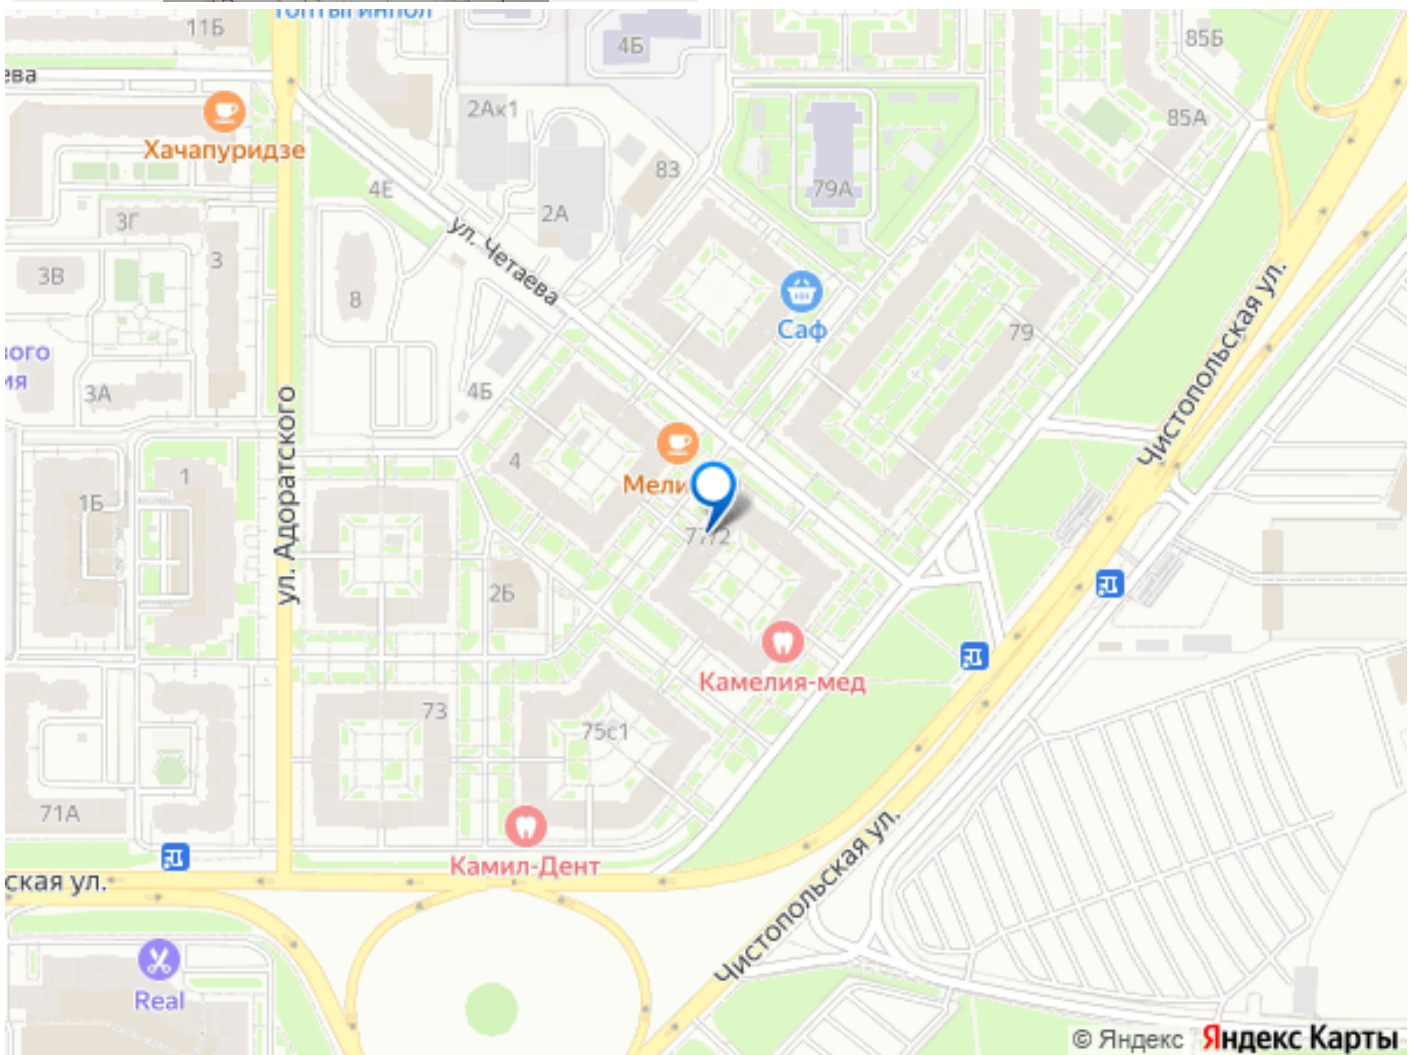 Топтыгинпол
11Б
4Б
85Б
ева
2Ак1
85А
Хачапуридзе
83
4Е
79А
2А
3Г
ул. Четаева
3
3В
8
Саф
79
Чистопольская ул.
3А
4Б
ул. Адоратского
4
1
1Б
77/2
2Б
Камелия-мед
73
75с1
71А
Камил-Дент
ская ул.
Чистопольская ул.
Real
© Яндекс Яндекс Карты